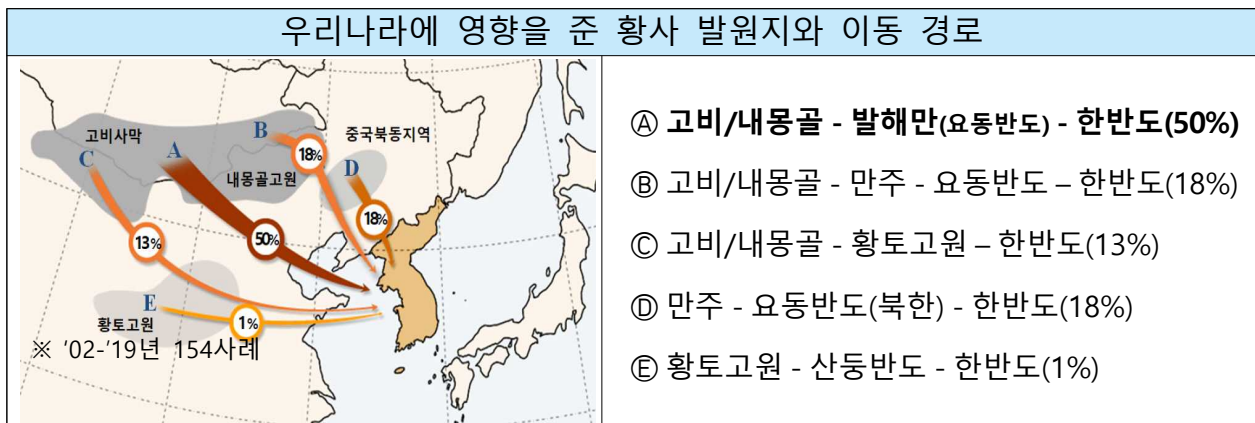 우리나라에 영향을 준 황사 발원지와 이동 경로
고비사막
B
중국북동지역
C
A
18%
D
내몽골고원
18%
13%
50%
E
1%
황토고원
※ '02-'19년 154사례
Ⓐ 고비/내몽골 - 발해만(요동반도) - 한반도(50%)
Ⓑ 고비/내몽골 - 만주 - 요동반도 – 한반도(18%)
Ⓒ 고비/내몽골 - 황토고원 – 한반도(13%)
Ⓓ 만주 - 요동반도(북한) - 한반도(18%)
Ⓔ 황토고원 - 산둥반도 - 한반도(1%)